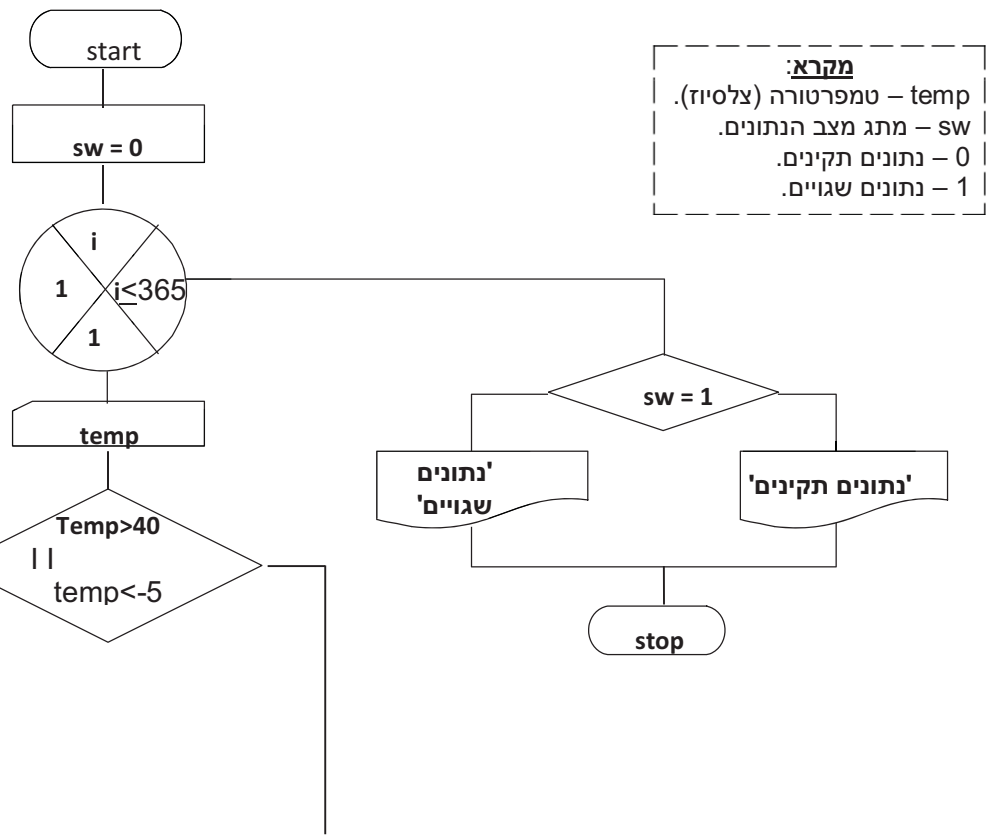 start
sw = 0
i
1
i<365
1
temp
Temp>40
||
temp<-5
מקרא:
temp – טמפרטורה (צלסיוז).
sw – מתג מצב הנתונים.
0 – נתונים תקינים.
1 – נתונים שגויים.
sw = 1
'נתונים
שגויים'
'נתונים תקינים'
stop